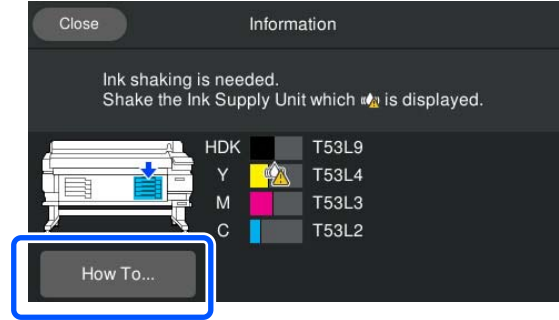 Close
Information
Ink shaking is needed.
Shake the Ink Supply Unit which is displayed.
HDK T53L9
Y T53L4
M T53L3
C T53L2
How To...